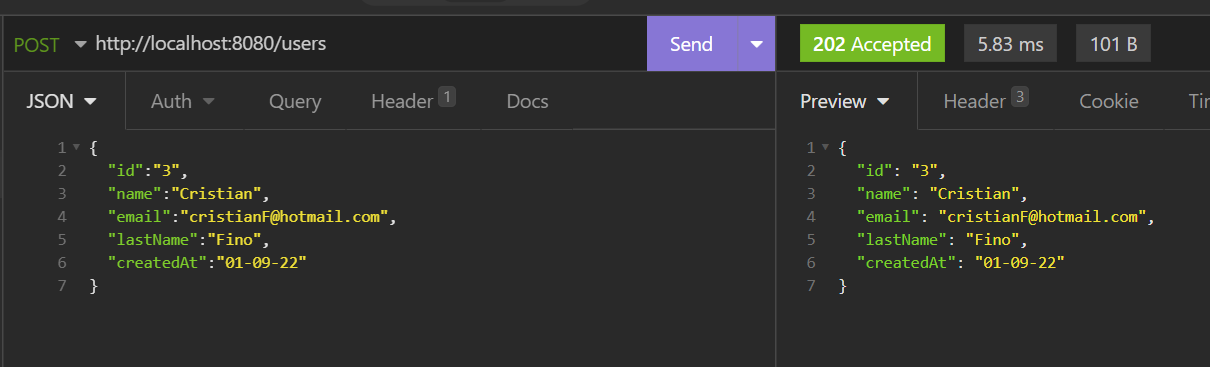 POST http://localhost:8080/users Send 202 Accepted 5.83 ms 101 B
JSON Auth Query Header 1 Docs Preview Header 3 Cookie
1 {
2 "id":"3",
3 "name":"Cristian",
4 "email":"cristianF@hotmail.com",
5 "lastName":"Fino",
6 "createdAt":"01-09-22"
7 }
1 {
2 "id": "3",
3 "name": "Cristian",
4 "email": "cristianF@hotmail.com",
5 "lastName": "Fino",
6 "createdAt": "01-09-22"
7 }